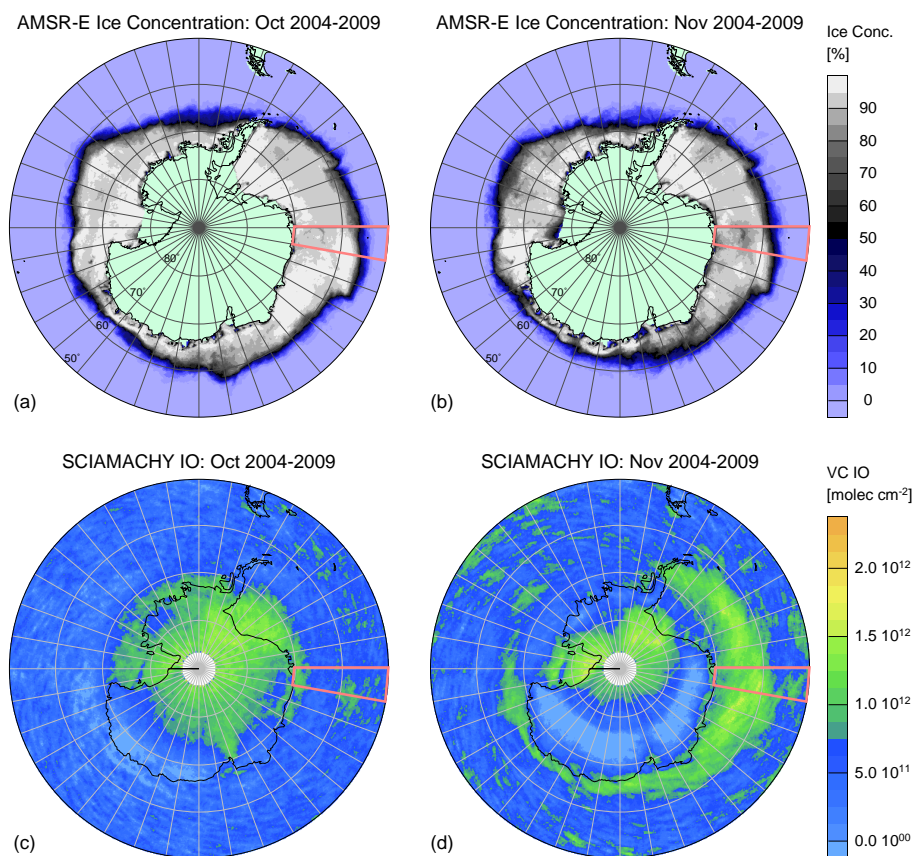 AMSR-E Ice Concentration: Oct 2004-2009
AMSR-E Ice Concentration: Nov 2004-2009
Ice Conc.
[%]
90
80
70
60
50
40
30
20
10
0
80°
70°
60°
50°
(a)
80°
70°
60°
50°
(b)
SCIAMACHY IO: Oct 2004-2009
SCIAMACHY IO: Nov 2004-2009
VC IO
[molec cm⁻²]
2.0 10¹²
1.5 10¹²
1.0 10¹²
5.0 10¹¹
0.0 10⁰⁰
(c)
(d)